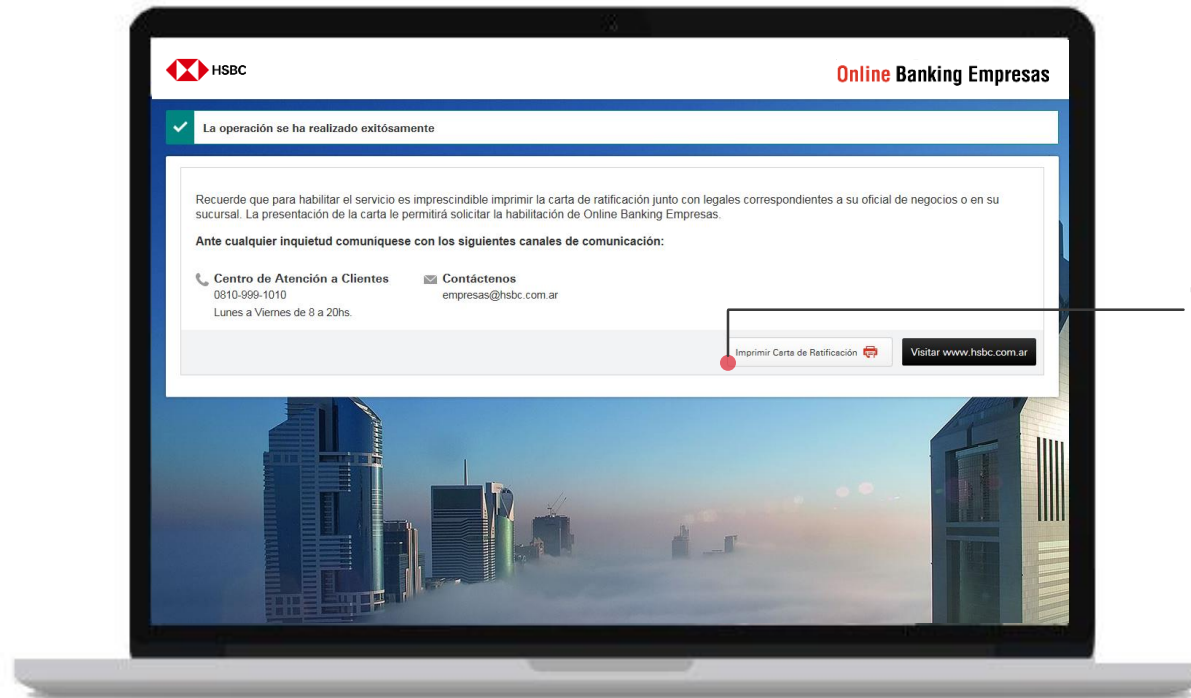 HSBC
Online Banking Empresas
La operación se ha realizado exitósamente
Recuerde que para habilitar el servicio es imprescindible imprimir la carta de ratificación junto con legales correspondientes a su oficial de negocios o en su
sucursal. La presentación de la carta le permitirá solicitar la habilitación de Online Banking Empresas.
Ante cualquier inquietud comuníquese con los siguientes canales de comunicación:
Centro de Atención a Clientes
0810-999-1010
Lunes a Viernes de 8 a 20hs.
Contáctenos
empresas@hsbc.com.ar
Imprimir Carta de Ratificación
Visitar www.hsbc.com.ar